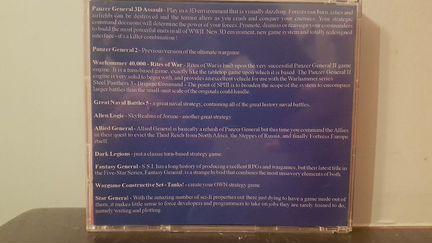 Panzer General 3D Assault - Play in a 3D environment that is visually dazzling. Forests can burn, cities and
airfields can be destroyed and the terrain alters as you crush and conquer your enemies. Your strategic
command decisions will determine the power of your forces. Promote, dismiss or reassign your commanders
to build the most powerful units in all of WWII. New 3D environment, new game system and totally redesigned
interface - it's a killer combination!
Panzer General 2 - Previous version of the ultimate wargame
Warhammer 40,000 - Rites of War - Rites of War is built upon the very successful Panzer General II game
engine. It is a turn-based game, exactly like the tabletop game upon which it is based. The Panzer General II
engine is very solid to begin with, and provides an excellent vehicle for use with the Warhammer series
Steel Panthers 3 - Brigade Command - The point of SPIII is to broaden the scope of the system to encompass
larger battles than the small-unit scale of the originals could handle.
Great Naval Battles 5 - a great naval strategy, containing all of the great history naval battles.
Alien Logic - SkyRealms of Jorune - another great strategy
Allied General - Allied General is basically a rehash of Panzer General but this time you command the Allies
in their quest to evict the Third Reich from North Africa, the Steppes of Russia, and finally Fortress Europe
itself.
Dark Legions - just a classic turn-based strategy game.
Fantasy General - S.S.I. has a long history of producing excellent RPGs and wargames, but their latest title in
the Five-Star Series, Fantasy General, is a strange hybrid that combines the most unsavory elements of both.
Wargame Construction Set - Tanks! - create your OWN strategy game
Star General - With the amazing number of sci-fi properties out there just dying to have a game made out of
them, it makes little sense to force developers and programmers to take on jobs they are rarely trained to do,
namely writing and plotting.